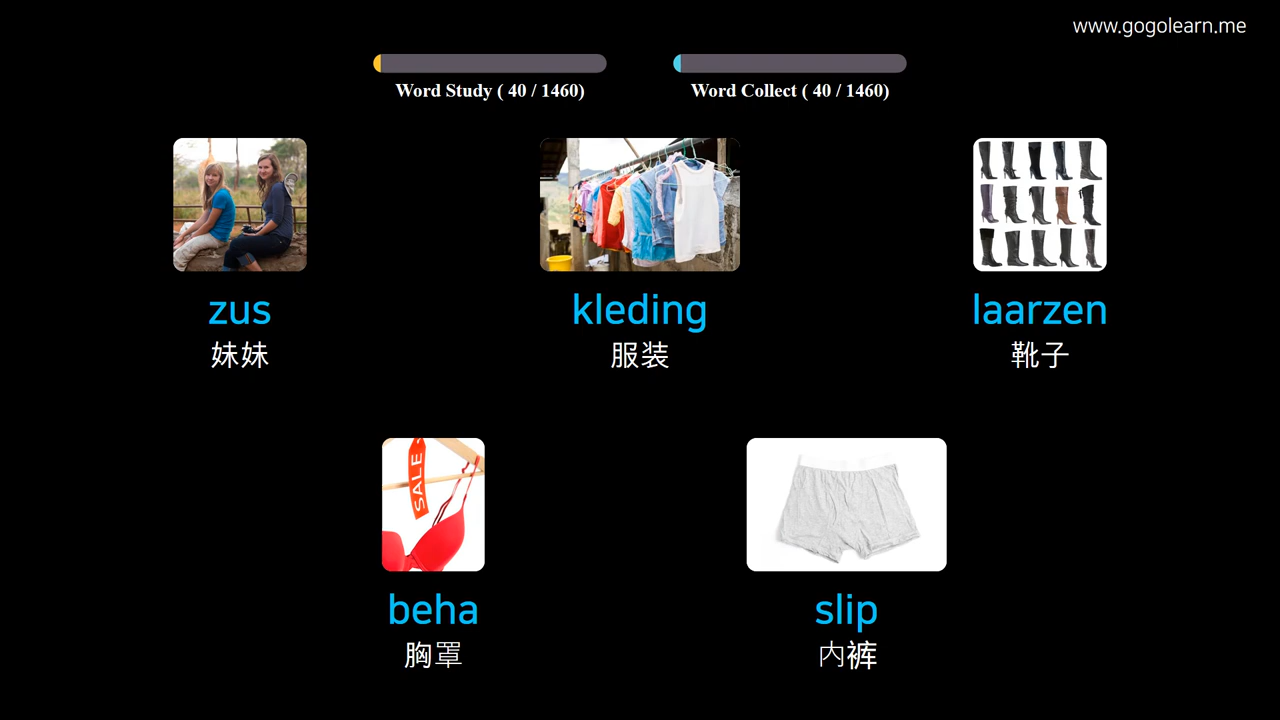 www.gogolearn.me
Word Study ( 40 / 1460)
Word Collect ( 40 / 1460)
zus
妹妹
kleding
服装
laarzen
靴子
SALE
beha
胸罩
slip
内裤